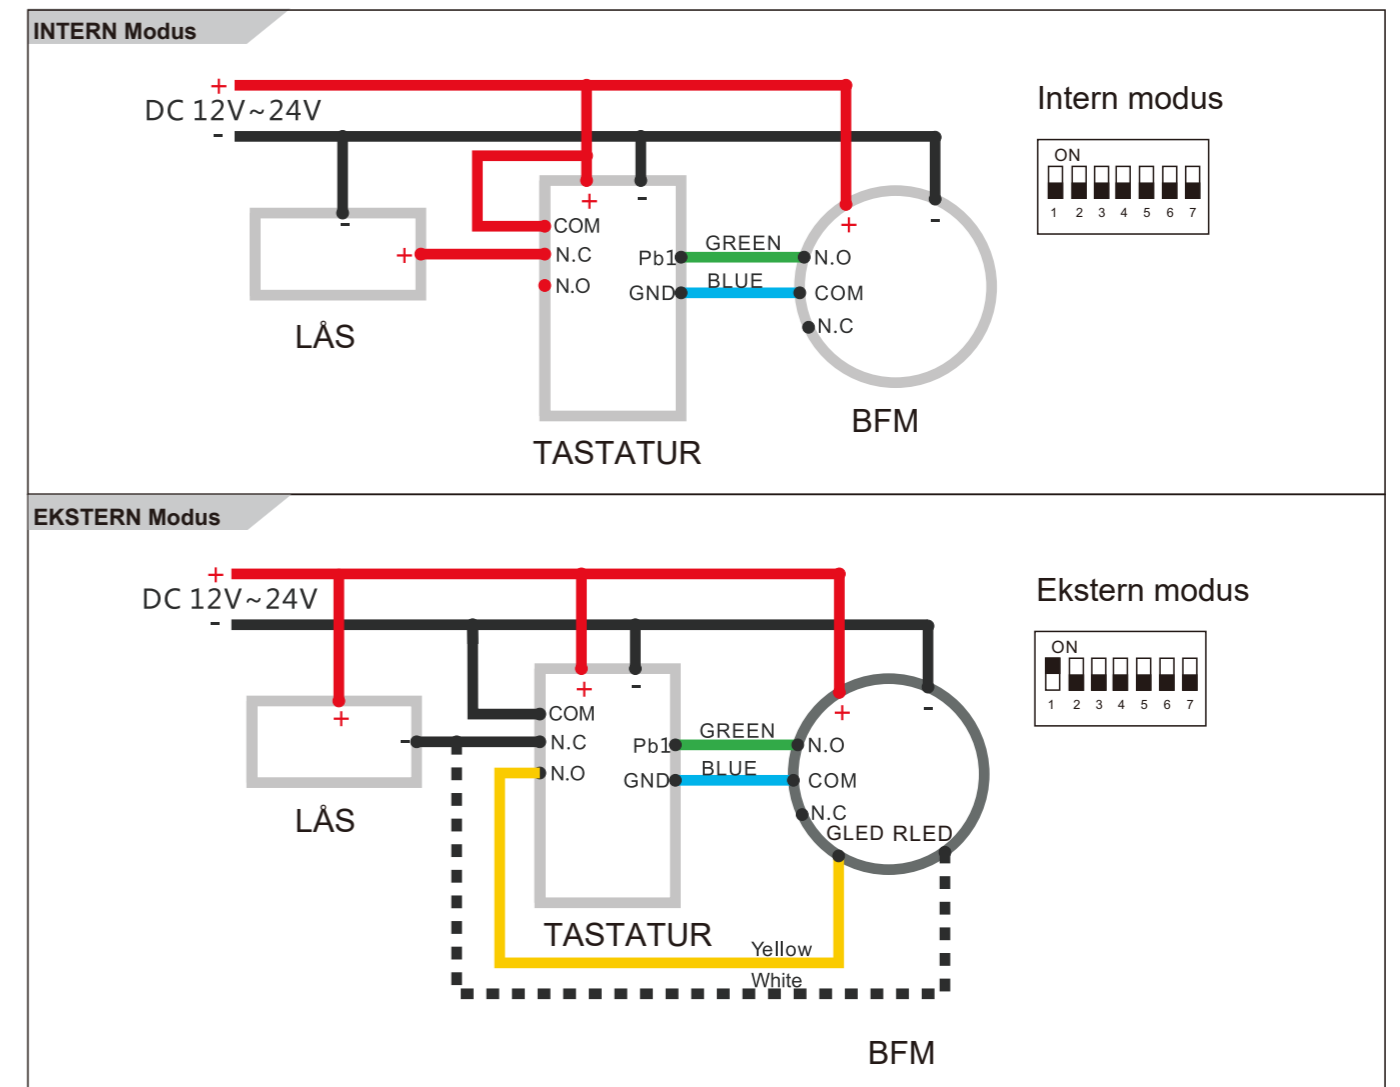 INTERN Modus
+
DC 12V~24V
-
Intern modus
ON
1 2 3 4 5 6 7
+ -
- +
COM
N.C
N.O
Pb1 GREEN N.O
GND BLUE COM
N.C
+ -
LÅS
TASTATUR
BFM
EKSTERN Modus
+
DC 12V~24V
-
Ekstern modus
ON
1 2 3 4 5 6 7
+ -
+ -
COM
N.C
N.O
Pb1 GREEN N.O
GND BLUE COM
N.C
GLED RLED
+ -
LÅS
TASTATUR
Yellow
White
BFM